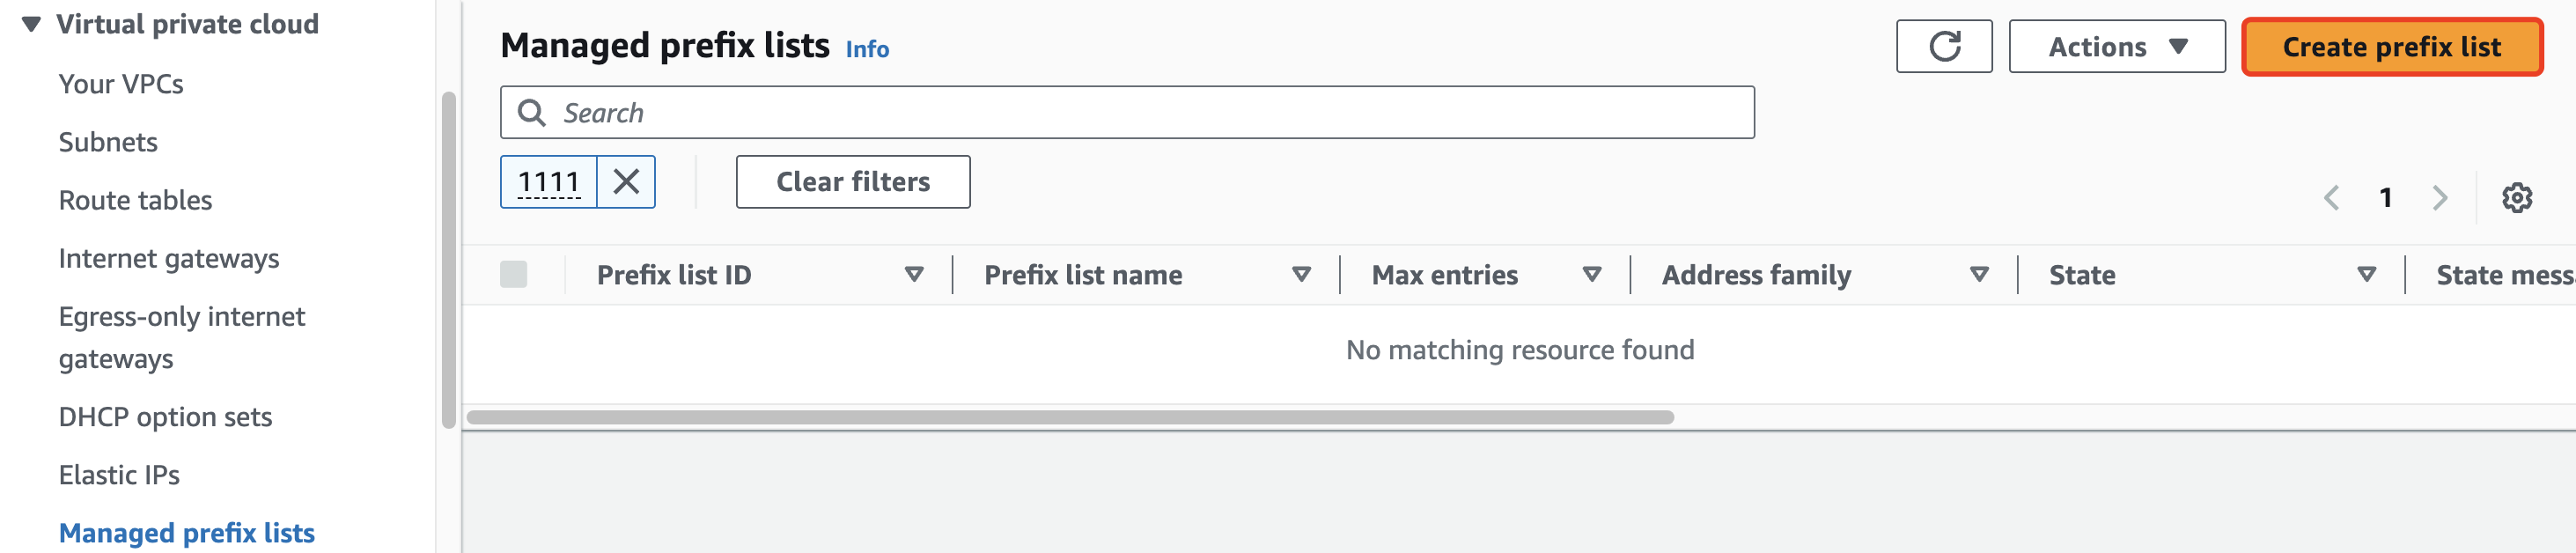 Virtual private cloud
Your VPCs
Subnets
Route tables
Internet gateways
Egress-only internet
gateways
DHCP option sets
Elastic IPs
Managed prefix lists
Managed prefix lists Info
Actions
Create prefix list
Search
1111
Clear filters
1
Prefix list ID Prefix list name Max entries Address family State State mess
No matching resource found